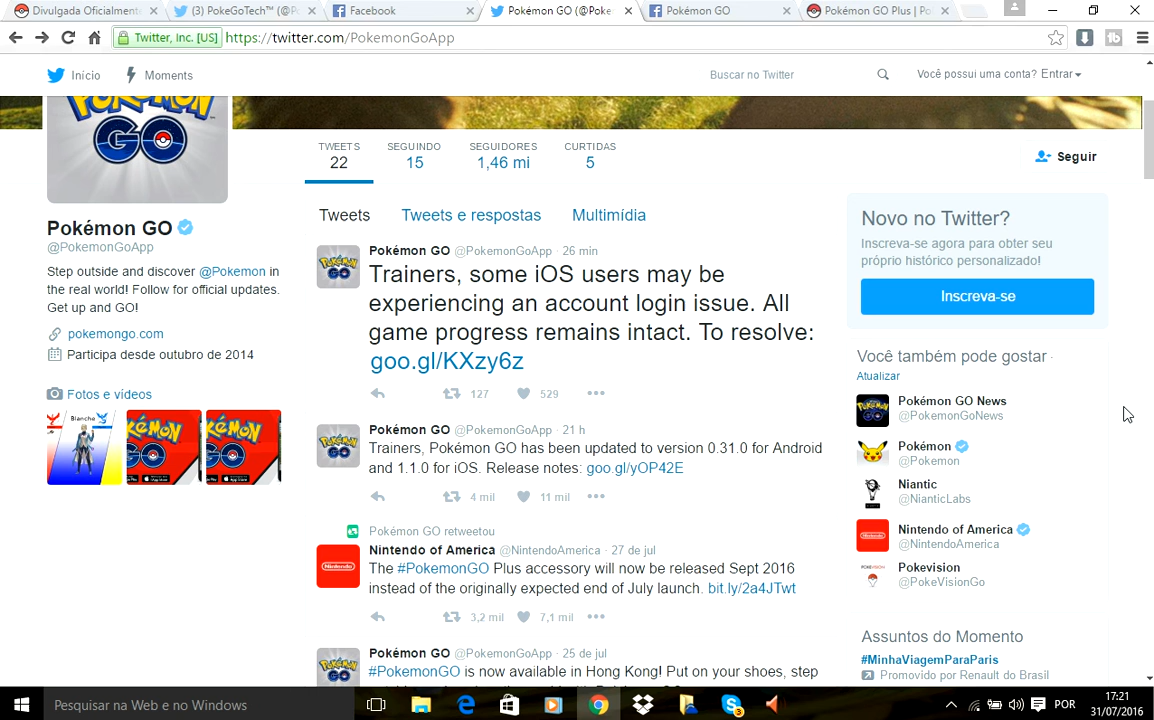 Divulgada Oficialment
(3) PokeGoTech™ (@Po
Facebook
Pokémon GO (@Poke
Pokémon GO
Pokémon GO Plus | Po
Twitter, Inc. [US] https://twitter.com/PokemonGoApp
Início Moments Buscar no Twitter Você possui uma conta? Entrar
POKÉMON
GO
TWEETS SEGUINDO SEGUIDORES CURTIDAS
22 15 1,46 mi 5
Seguir
Pokémon GO
@PokemonGoApp
Step outside and discover @Pokemon in
the real world! Follow for official updates.
Get up and GO!
pokemongo.com
Participa desde outubro de 2014
Fotos e vídeos
Blanche
Tweets Tweets e respostas Multimídia
Pokémon GO @PokemonGoApp · 26 min
Trainers, some iOS users may be
experiencing an account login issue. All
game progress remains intact. To resolve:
goo.gl/KXzy6z
127 529
Pokémon GO @PokemonGoApp · 21 h
Trainers, Pokémon GO has been updated to version 0.31.0 for Android
and 1.1.0 for iOS. Release notes: goo.gl/yOP42E
4 mil 11 mil
Pokémon GO retweetou
Nintendo of America @NintendoAmerica · 27 de jul
The #PokemonGO Plus accessory will now be released Sept 2016
instead of the originally expected end of July launch. bit.ly/2a4JTwt
3,2 mil 7,1 mil
Pokémon GO @PokemonGoApp · 25 de jul
#PokemonGO is now available in Hong Kong! Put on your shoes, step
Novo no Twitter?
Inscreva-se agora para obter seu
próprio histórico personalizado!
Inscreva-se
Você também pode gostar ·
Atualizar
Pokémon GO News
@PokemonGoNews
Pokémon
@Pokemon
Niantic
@NianticLabs
Nintendo of America
@NintendoAmerica
Pokevision
@PokeVisionGo
Assuntos do Momento
#MinhaViagemParaParis
Promovido por Renault do Brasil
Pesquisar na Web e no Windows
POR
17:21
31/07/2016